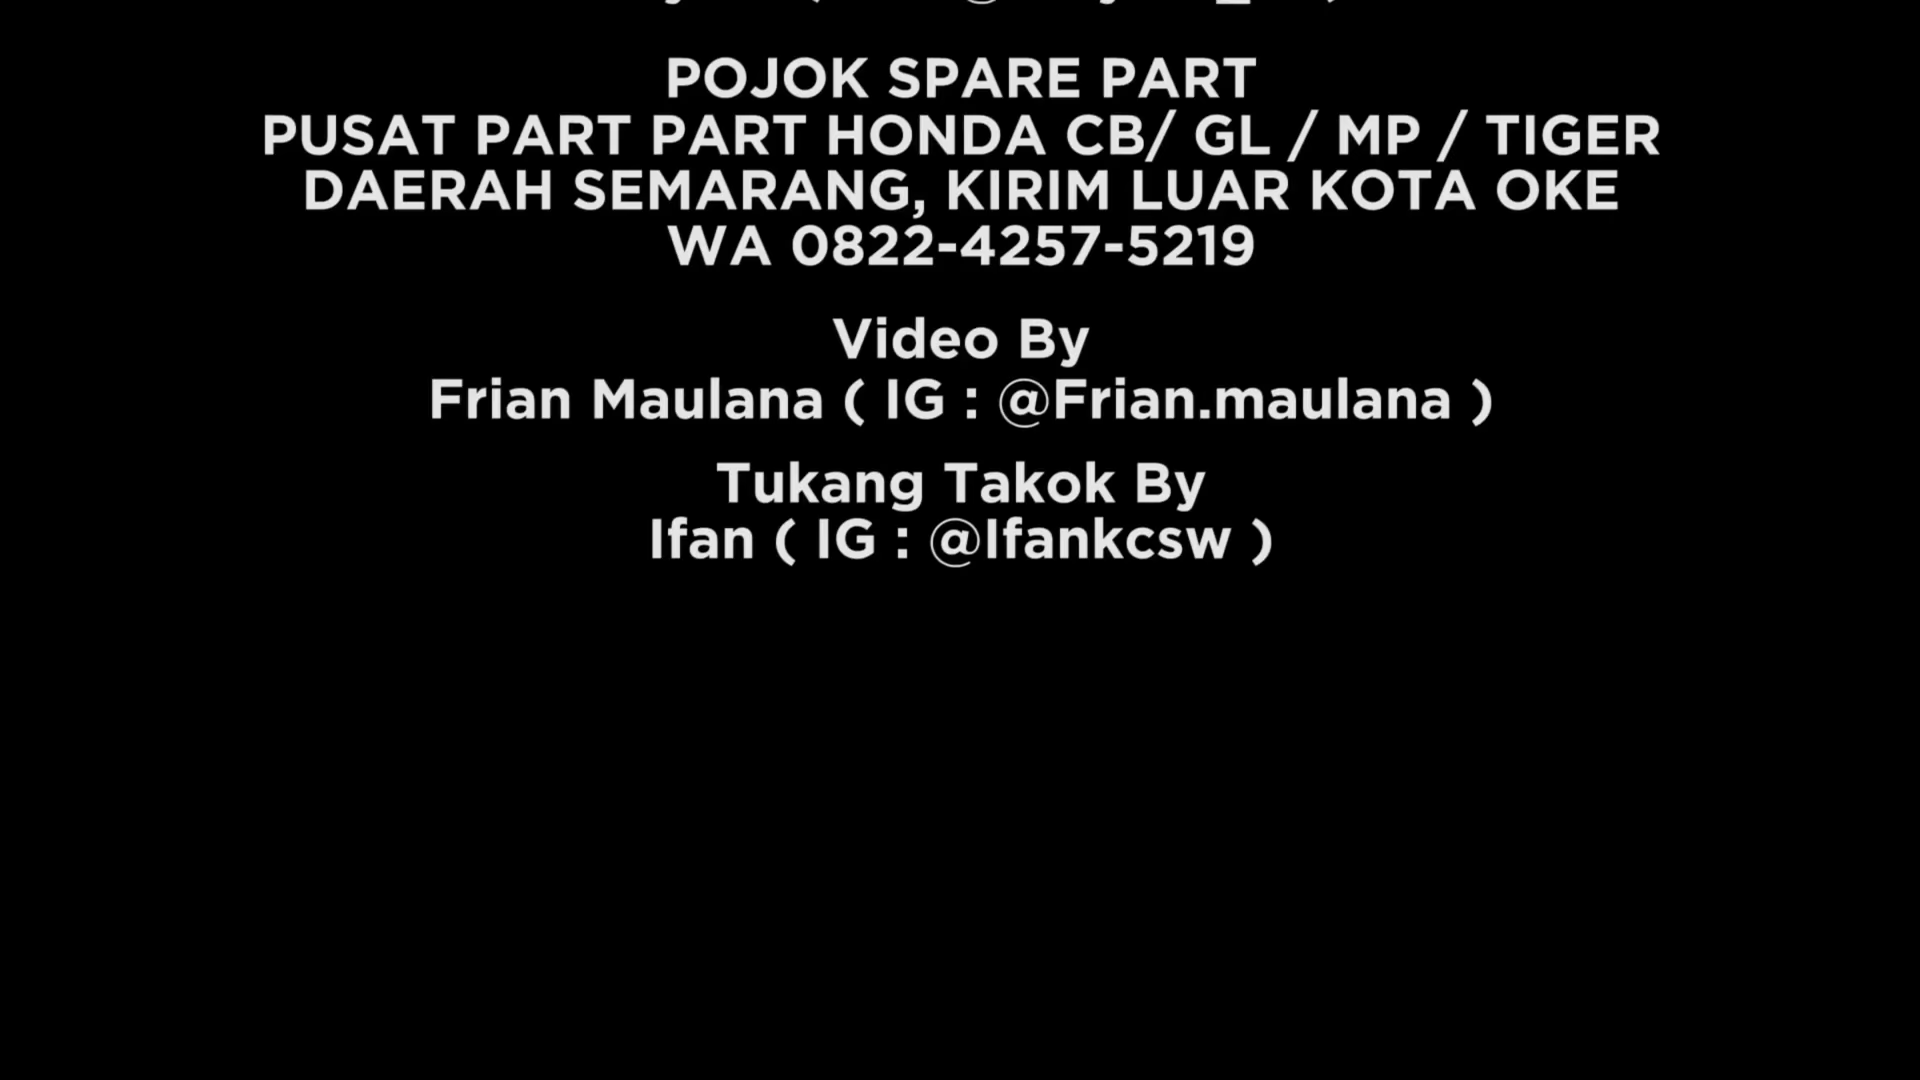 POJOK SPARE PART
PUSAT PART PART HONDA CB/ GL / MP / TIGER
DAERAH SEMARANG, KIRIM LUAR KOTA OKE
WA 0822-4257-5219
Video By
Frian Maulana ( IG : @Frian.maulana )
Tukang Takok By
Ifan ( IG : @Ifankcsw )